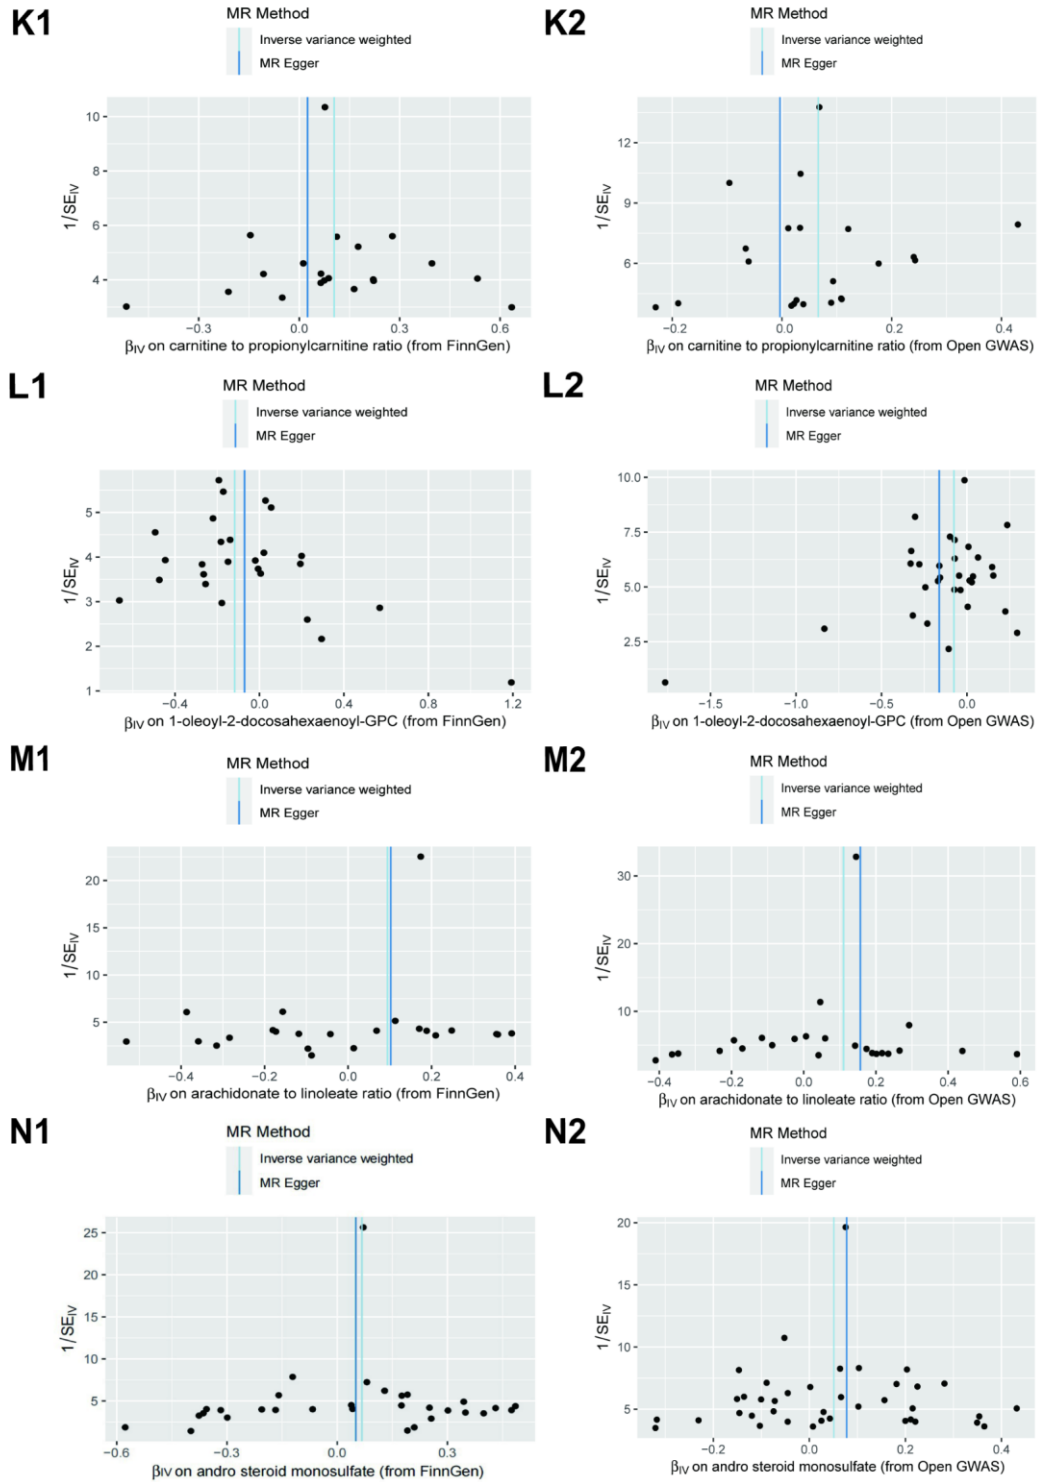 K1
MR Method
Inverse variance weighted
MR Egger
10
8
6
4
1/SE_IV
−0.3 0.0 0.3 0.6
β_IV on carnitine to propionylcarnitine ratio (from FinnGen)
K2
MR Method
Inverse variance weighted
MR Egger
12
9
6
1/SE_IV
−0.2 0.0 0.2 0.4
β_IV on carnitine to propionylcarnitine ratio (from Open GWAS)
L1
MR Method
Inverse variance weighted
MR Egger
5
4
3
2
1
1/SE_IV
−0.4 0.0 0.4 0.8 1.2
β_IV on 1-oleoyl-2-docosahexaenoyl-GPC (from FinnGen)
L2
MR Method
Inverse variance weighted
MR Egger
10.0
7.5
5.0
2.5
1/SE_IV
−1.5 −1.0 −0.5 0.0
β_IV on 1-oleoyl-2-docosahexaenoyl-GPC (from Open GWAS)
M1
MR Method
Inverse variance weighted
MR Egger
20
15
10
5
1/SE_IV
−0.4 −0.2 0.0 0.2 0.4
β_IV on arachidonate to linoleate ratio (from FinnGen)
M2
MR Method
Inverse variance weighted
MR Egger
30
20
10
1/SE_IV
−0.4 −0.2 0.0 0.2 0.4 0.6
β_IV on arachidonate to linoleate ratio (from Open GWAS)
N1
MR Method
Inverse variance weighted
MR Egger
25
20
15
10
5
1/SE_IV
−0.6 −0.3 0.0 0.3
β_IV on andro steroid monosulfate (from FinnGen)
N2
MR Method
Inverse variance weighted
MR Egger
20
15
10
5
1/SE_IV
−0.2 0.0 0.2 0.4
β_IV on andro steroid monosulfate (from Open GWAS)